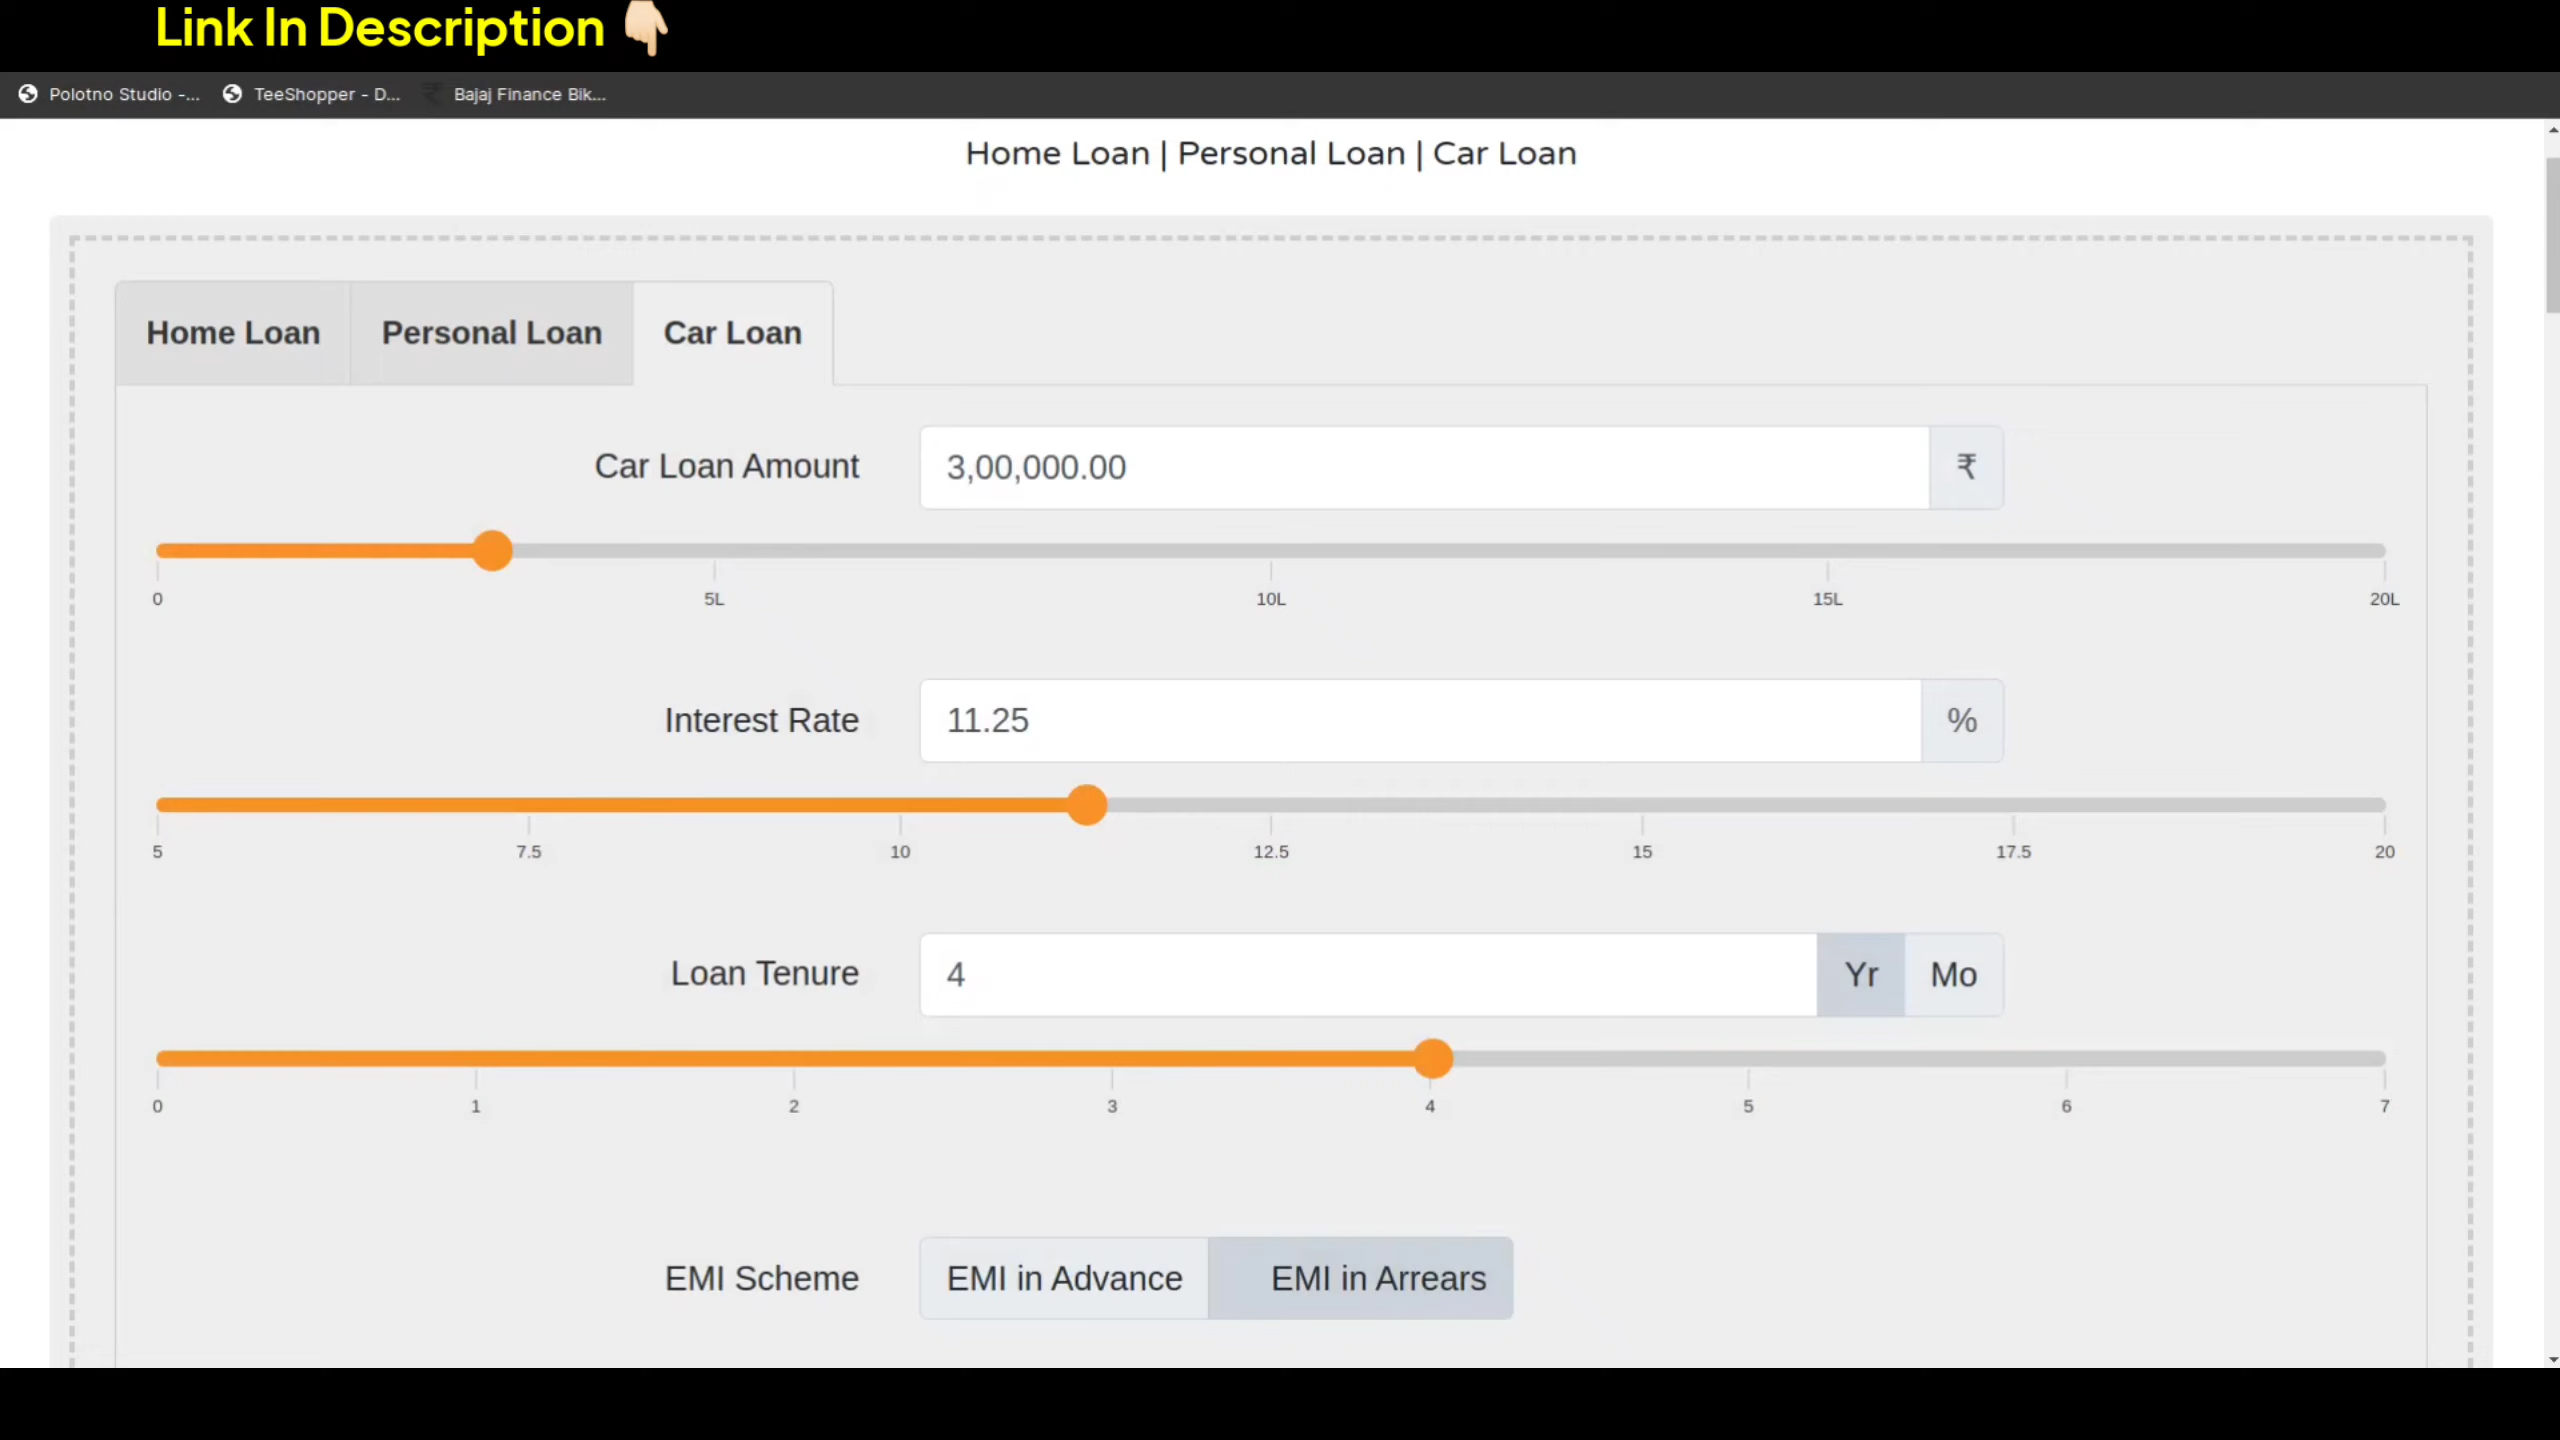 Link In Description 👇🏻
Polotno Studio -... TeeShopper - D... Bajaj Finance Bik...
Home Loan | Personal Loan | Car Loan
Home Loan Personal Loan Car Loan
Car Loan Amount 3,00,000.00 ₹
0 5L 10L 15L 20L
Interest Rate 11.25 %
5 7.5 10 12.5 15 17.5 20
Loan Tenure 4 Yr Mo
0 1 2 3 4 5 6 7
EMI Scheme EMI in Advance EMI in Arrears